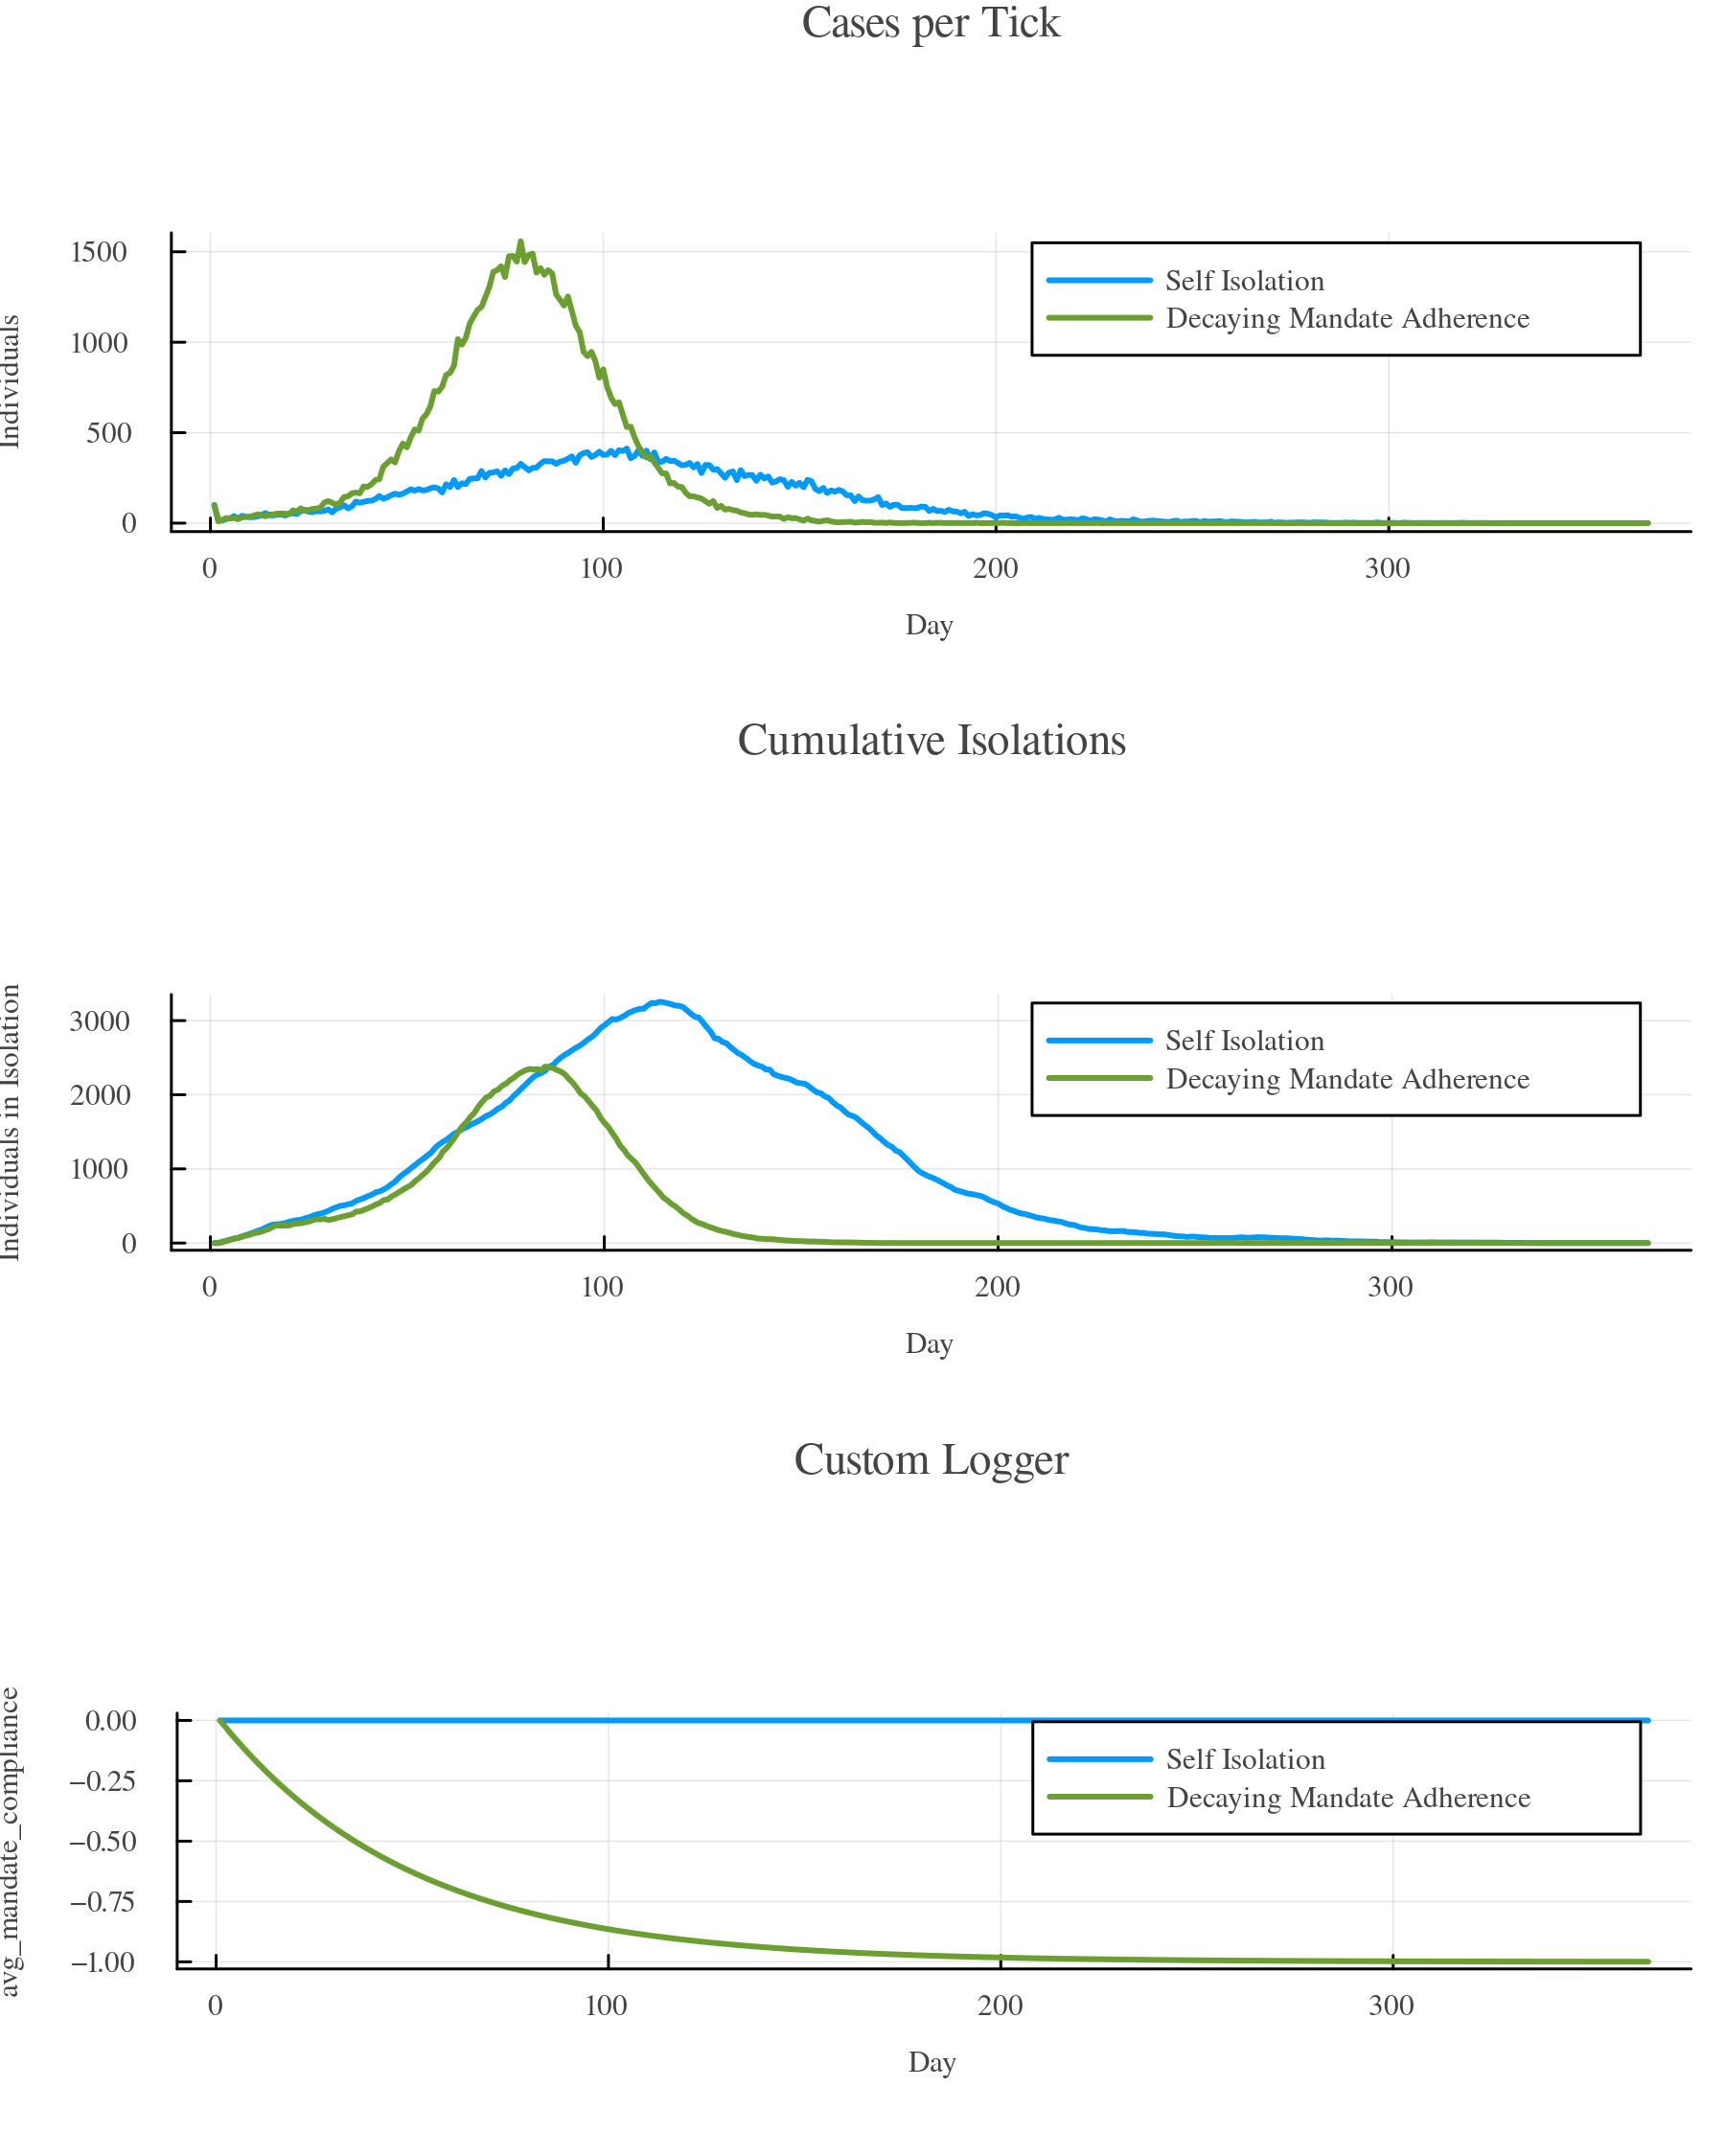 Cases per Tick
Individuals
1500
1000
500
0
Self Isolation
Decaying Mandate Adherence
0 100 200 300
Day
Cumulative Isolations
Individuals in Isolation
3000
2000
1000
0
Self Isolation
Decaying Mandate Adherence
0 100 200 300
Day
Custom Logger
avg_mandate_compliance
0.00
−0.25
−0.50
−0.75
−1.00
Self Isolation
Decaying Mandate Adherence
0 100 200 300
Day